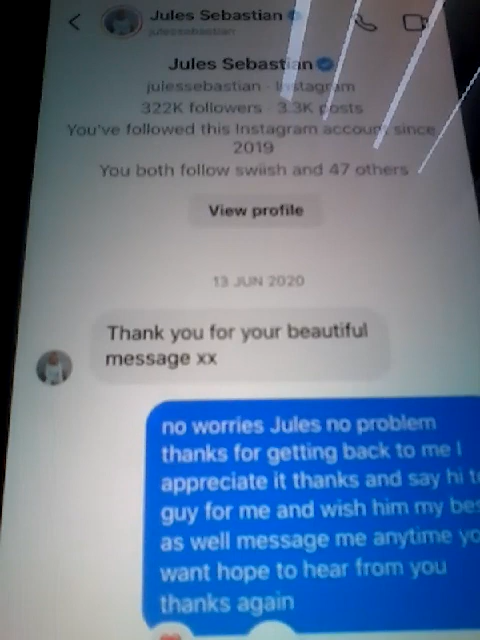 Jules Sebastian
julessebastian
Jules Sebastian
julessebastian · Instagram
322K followers · 3.3K posts
You've followed this Instagram account since
2019
You both follow swiish and 47 others
View profile
13 JUN 2020
Thank you for your beautiful
message xx
no worries Jules no problem
thanks for getting back to me I
appreciate it thanks and say hi
guy for me and wish him my
as well message me anytime
want hope to hear from you
thanks again